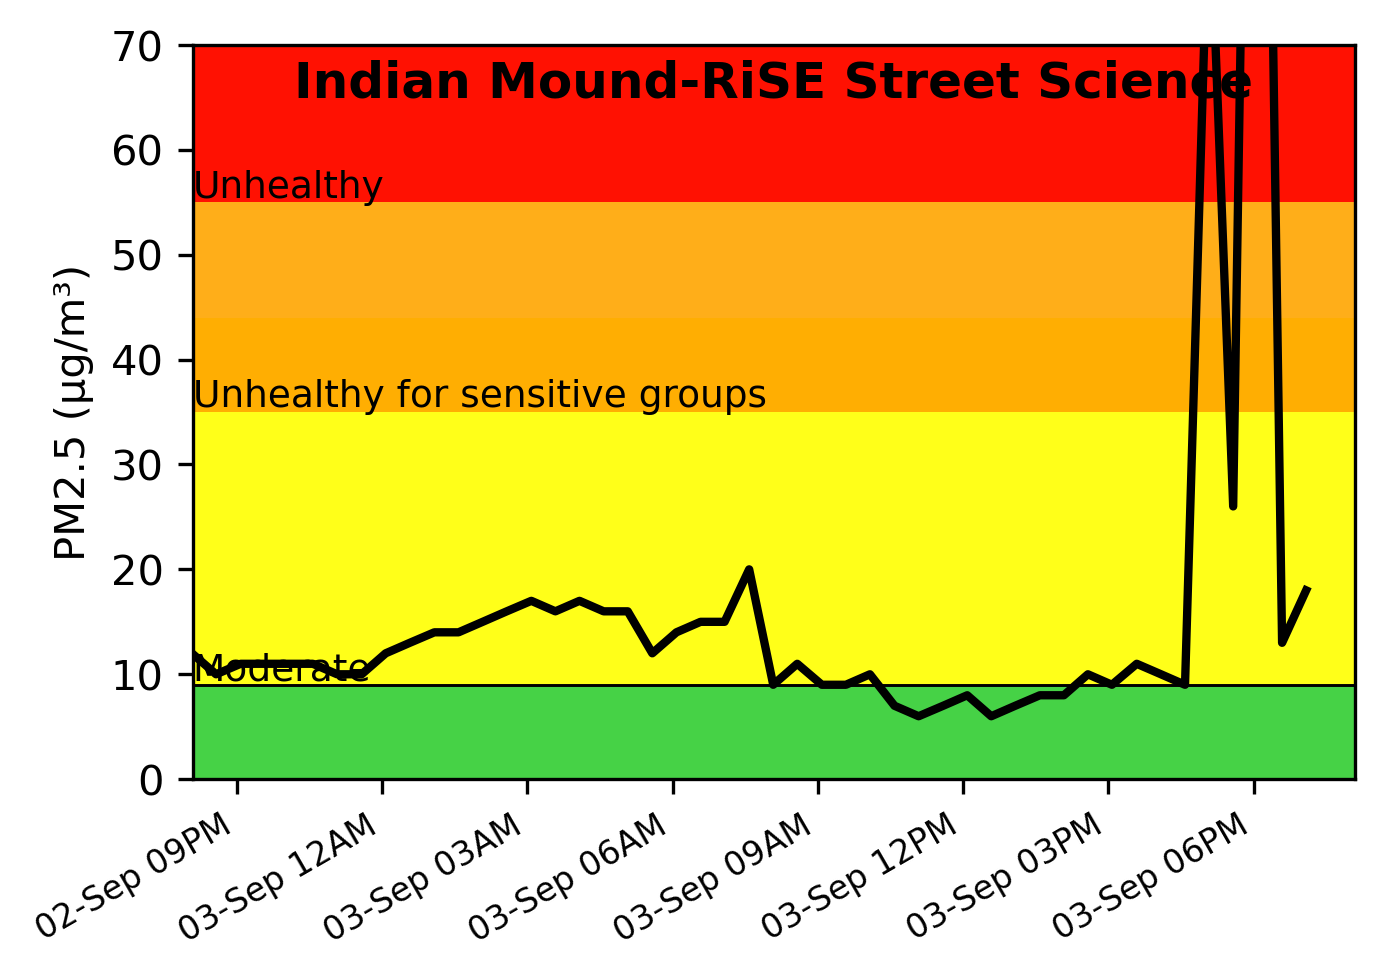 Indian Mound-RiSE Street Science
PM2.5 (µg/m³)
70
60
50
40
30
20
10
0
Unhealthy
Unhealthy for sensitive groups
Moderate
02-Sep 09PM
03-Sep 12AM
03-Sep 03AM
03-Sep 06AM
03-Sep 09AM
03-Sep 12PM
03-Sep 03PM
03-Sep 06PM